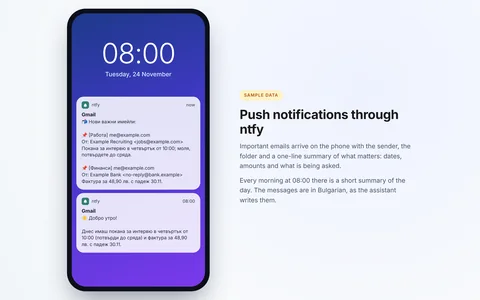 08:00
Tuesday, 24 November
ntfy
now
Gmail
📬 Нови важни имейли:
📌 [Работа] me@example.com
От: Example Recruiting <jobs@example.com>
Покана за интервю в четвъртък от 10:00; моля,
потвърдете до сряда.
📌 [Финанси] me@example.com
От: Example Bank <no-reply@bank.example>
Фактура за 48,90 лв. с падеж 30.11.
ntfy
08:00
Gmail
☀️ Добро утро!
Днес имаш покана за интервю в четвъртък от
10:00 (потвърди до сряда) и фактура за 48,90
лв. с падеж 30.11.
SAMPLE DATA
Push notifications through
ntfy
Important emails arrive on the phone with the sender, the
folder and a one-line summary of what matters: dates,
amounts and what is being asked.
Every morning at 08:00 there is a short summary of the
day. The messages are in Bulgarian, as the assistant
writes them.